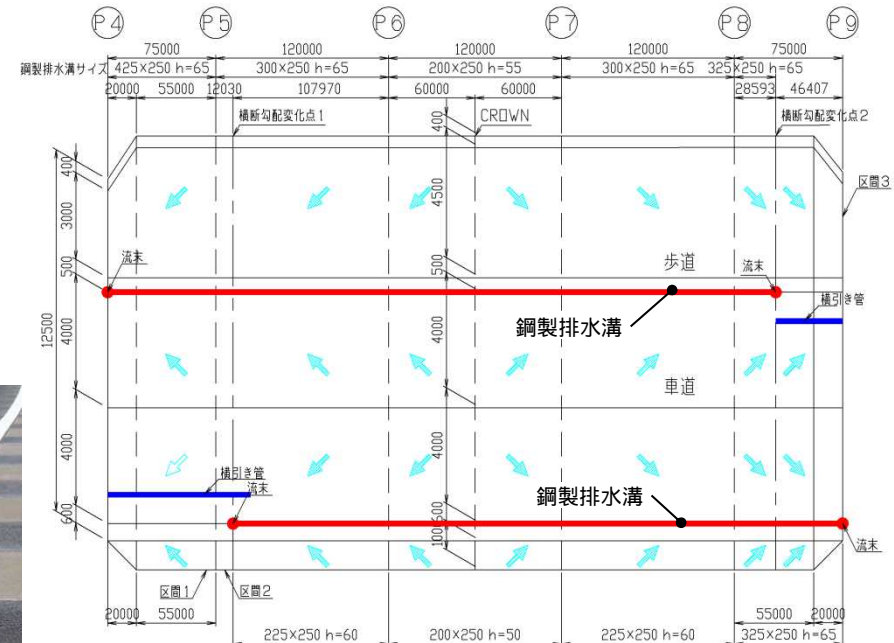 P4 P5 P6 P7 P8 P9
75000 120000 120000 120000 75000
鋼製排水溝サイズ 425×250 h=65 300×250 h=65 200×250 h=55 300×250 h=65 325×250 h=65
20000 55000 12030 107970 60000 60000 28593 46407
横断勾配変化点1 400 CROWN 横断勾配変化点2
400
3000
4500
区間3
500
流末
500
歩道
流末
横引き管
12500
4000
4000
鋼製排水溝
車道
4000
4000
横引き管
流末
鋼製排水溝
600
600
1000
流末
区間1 区間2
20000 55000 55000 20000
225×250 h=60 200×250 h=50 225×250 h=60 325×250 h=65